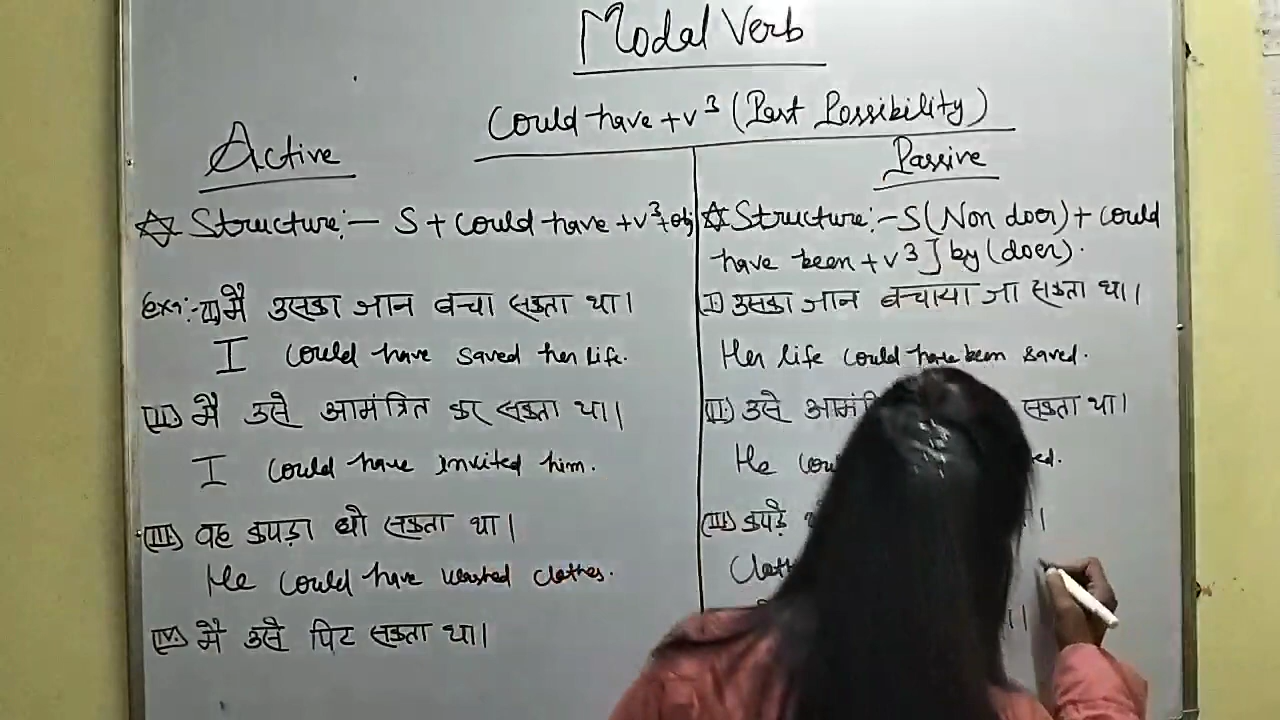 Modal Verb
Could have + v³ (Past Possibility)
Active
☆ Structure:- S + Could have + v³ + obj
Exa:- (I) मै उसका जान बचा सकता था।
I could have saved her life.
(II) मै उसे आमंत्रित कर सकता था।
I could have invited him.
(III) वह कपड़ा धो सकता था।
He could have washed clothes.
(IV) मै उसे पिट सकता था।
Passive
☆ Structure:- S (Non doer) + could
have been + v³] by (doer).
(I) उसका जान बचाया जा सकता था।
Her life could have been saved.
(II) उसे सकता था।
He
(III) कपड़े